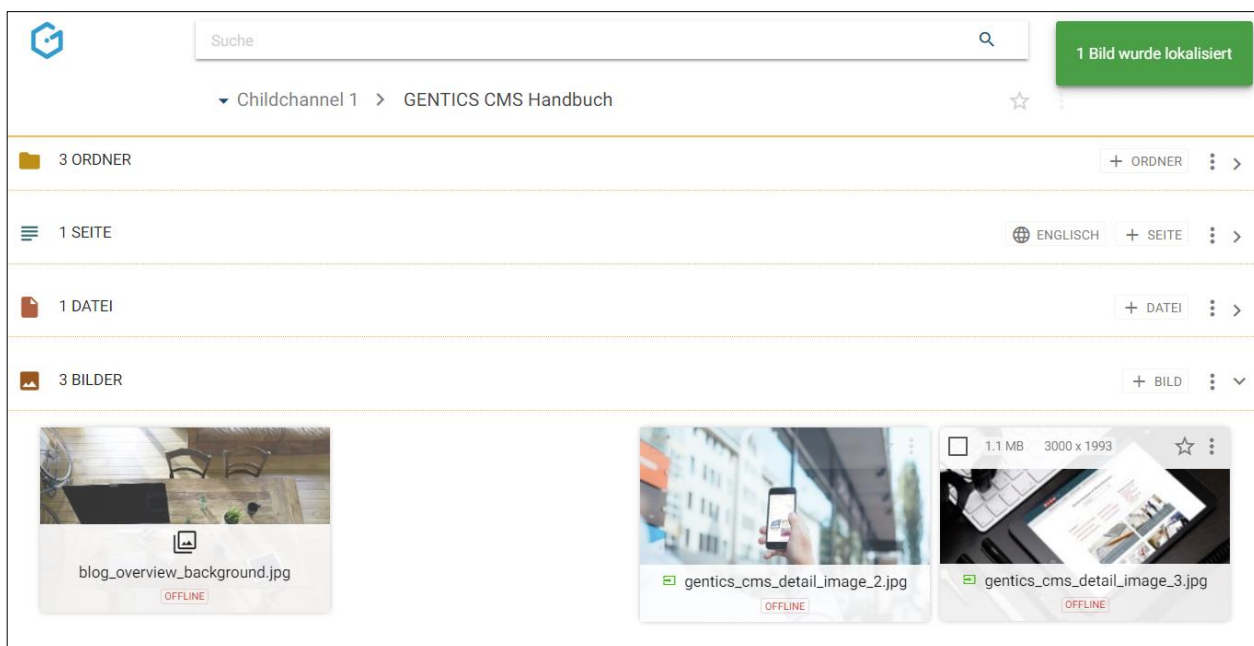 Suche
1 Bild wurde lokalisiert
Childchannel 1 > GENTICS CMS Handbuch
3 ORDNER
+ ORDNER
1 SEITE
ENGLISCH
+ SEITE
1 DATEI
+ DATEI
3 BILDER
+ BILD
1.1 MB 3000 x 1993
blog_overview_background.jpg
OFFLINE
gentics_cms_detail_image_2.jpg
OFFLINE
gentics_cms_detail_image_3.jpg
OFFLINE